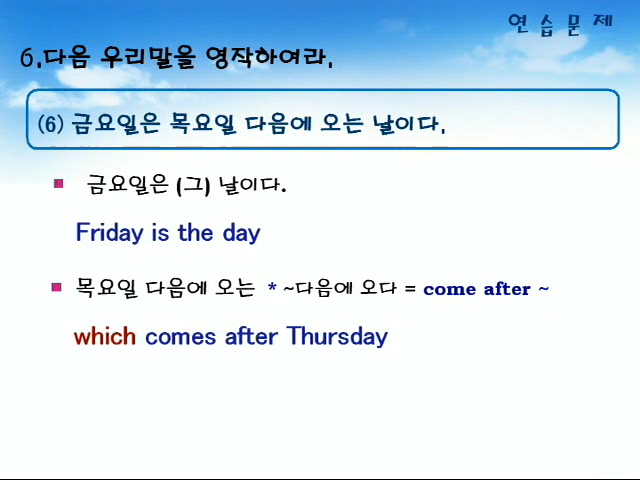 연 습 문 제
6.다음 우리말을 영작하여라.
(6) 금요일은 목요일 다음에 오는 날이다.
금요일은 (그) 날이다.
Friday is the day
목요일 다음에 오는 * ~다음에 오다 = come after ~
which comes after Thursday